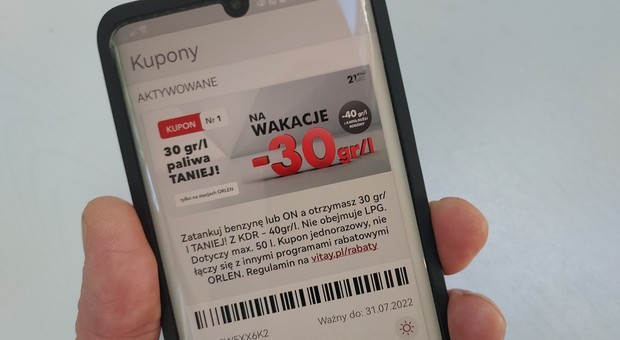 Kupony
AKTYWOWANE
KUPON Nr 1
30 gr/l
paliwa
TANIEJ!
tylko na stacjach ORLEN
NA
WAKACJE
-30gr/l
21
-40 gr/l
Zatankuj benzynę lub ON a otrzymasz 30 gr/
l TANIEJ! Z KDR - 40gr/l. Nie obejmuje LPG.
Dotyczy max. 50 l. Kupon jednorazowy, nie
łączy się z innymi programami rabatowymi
ORLEN. Regulamin na vitay.pl/rabaty
Ważny do: 31.07.2022